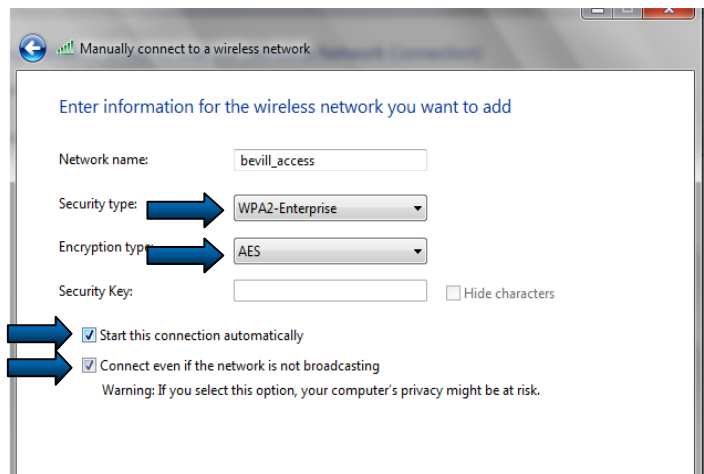 Manually connect to a wireless network
Enter information for the wireless network you want to add
Network name: bevill_access
Security type: WPA2-Enterprise
Encryption type: AES
Security Key: Hide characters
Start this connection automatically
Connect even if the network is not broadcasting
Warning: If you select this option, your computer's privacy might be at risk.